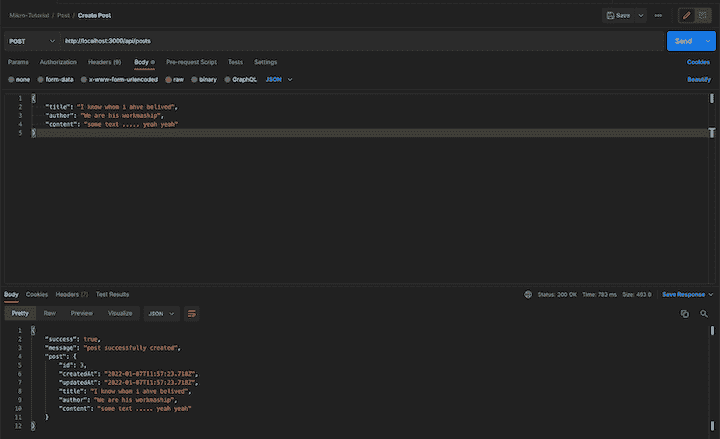 Mikro-Tutorial / Post / Create Post
Save
POST http://localhost:3000/api/posts Send
Params Authorization Headers (9) Body Pre-request Script Tests Settings Cookies
none form-data x-www-form-urlencoded raw binary GraphQL JSON Beautify
1 {
2 "title": "I know whom i ahve belived",
3 "author": "We are his workmaship",
4 "content": "some text ..... yeah yeah"
5 }
Body Cookies Headers (7) Test Results Status: 200 OK Time: 783 ms Size: 483 B Save Response
Pretty Raw Preview Visualize JSON
1 {
2 "success": true,
3 "message": "post successfully created",
4 "post": {
5 "id": 3,
6 "createdAt": "2022-01-07T11:57:23.718Z",
7 "updatedAt": "2022-01-07T11:57:23.718Z",
8 "title": "I know whom i ahve belived",
9 "author": "We are his workmaship",
10 "content": "some text ..... yeah yeah"
11 }
12 }